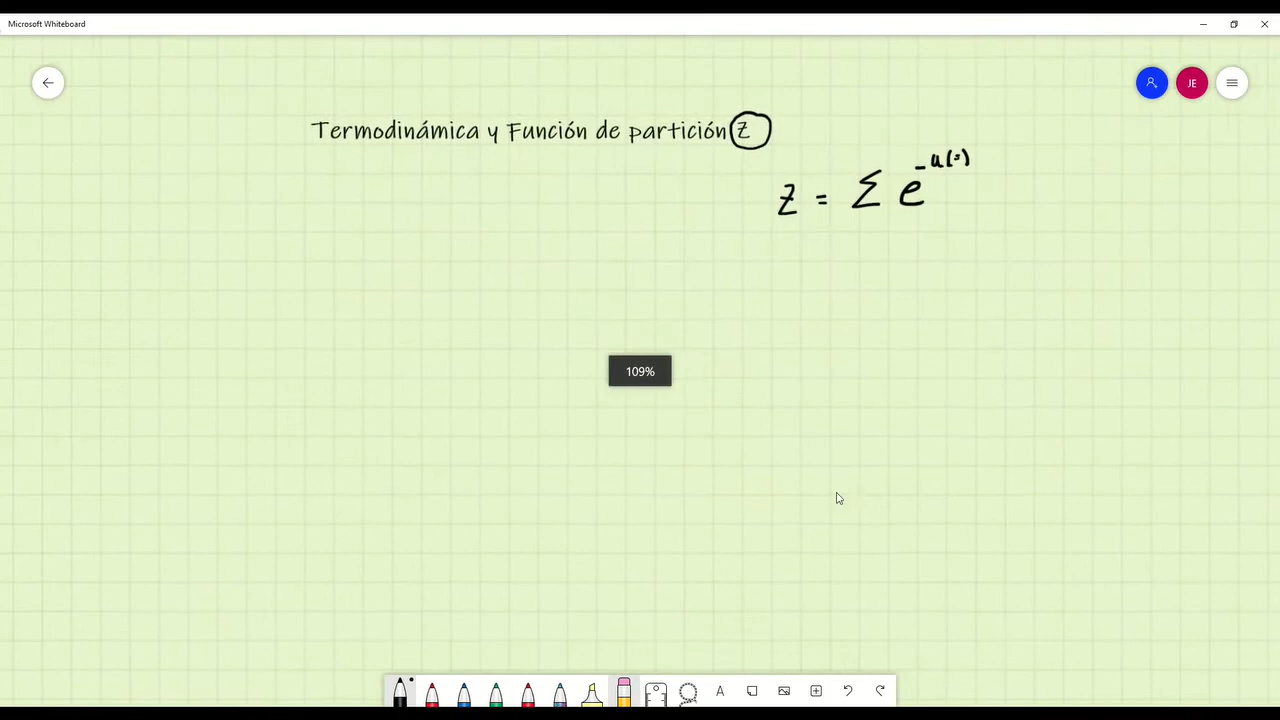 Microsoft Whiteboard
JE
Termodinámica y Función de partición Z
Z = Σ e^-u(:)
109%
A